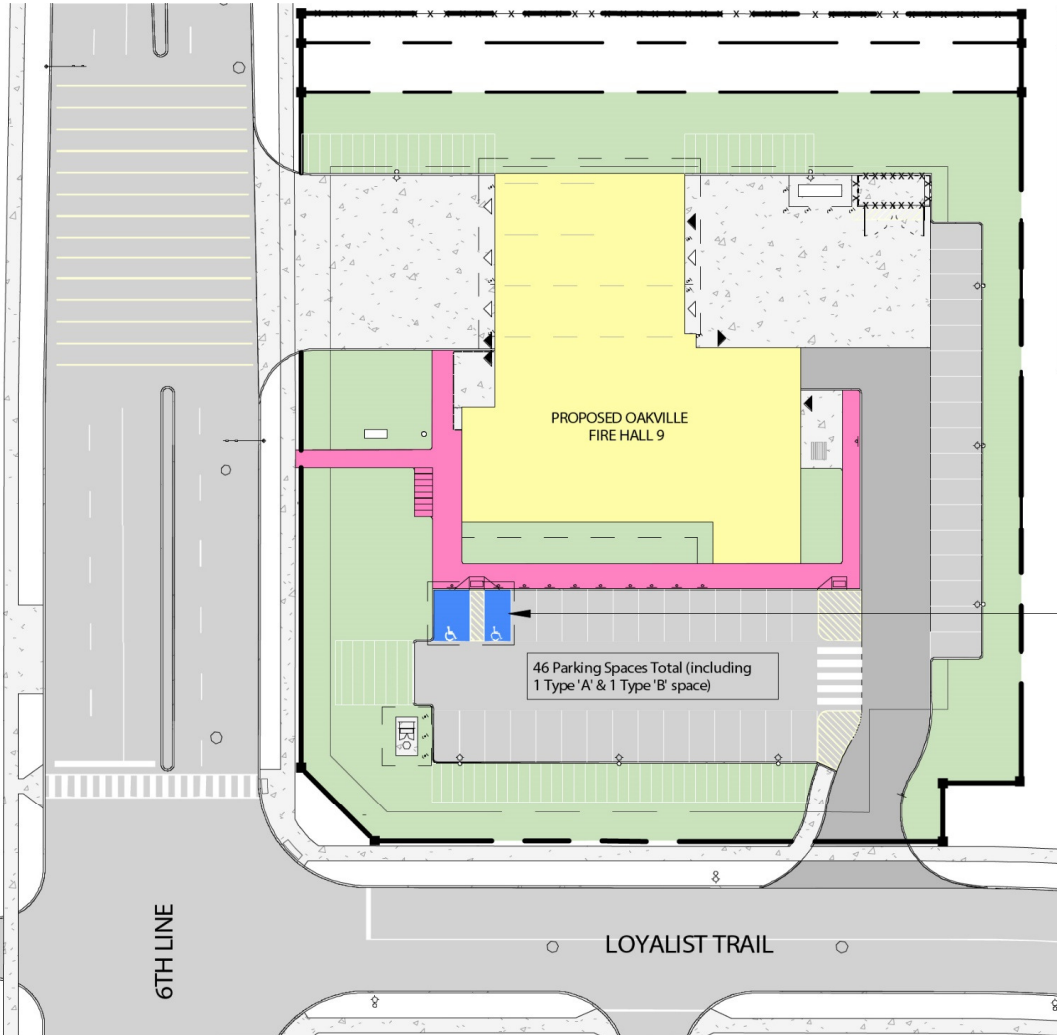 PROPOSED OAKVILLE
FIRE HALL 9
46 Parking Spaces Total (including
1 Type 'A' & 1 Type 'B' space)
6TH LINE
LOYALIST TRAIL